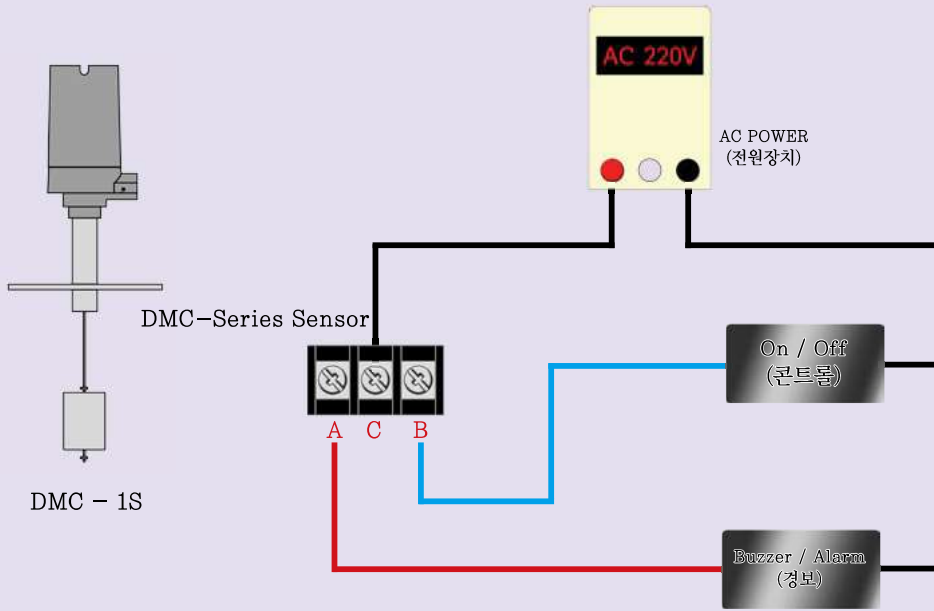 AC 220V
AC POWER
(전원장치)
DMC-Series Sensor
On / Off
(콘트롤)
A C B
DMC - 1S
Buzzer / Alarm
(경보)